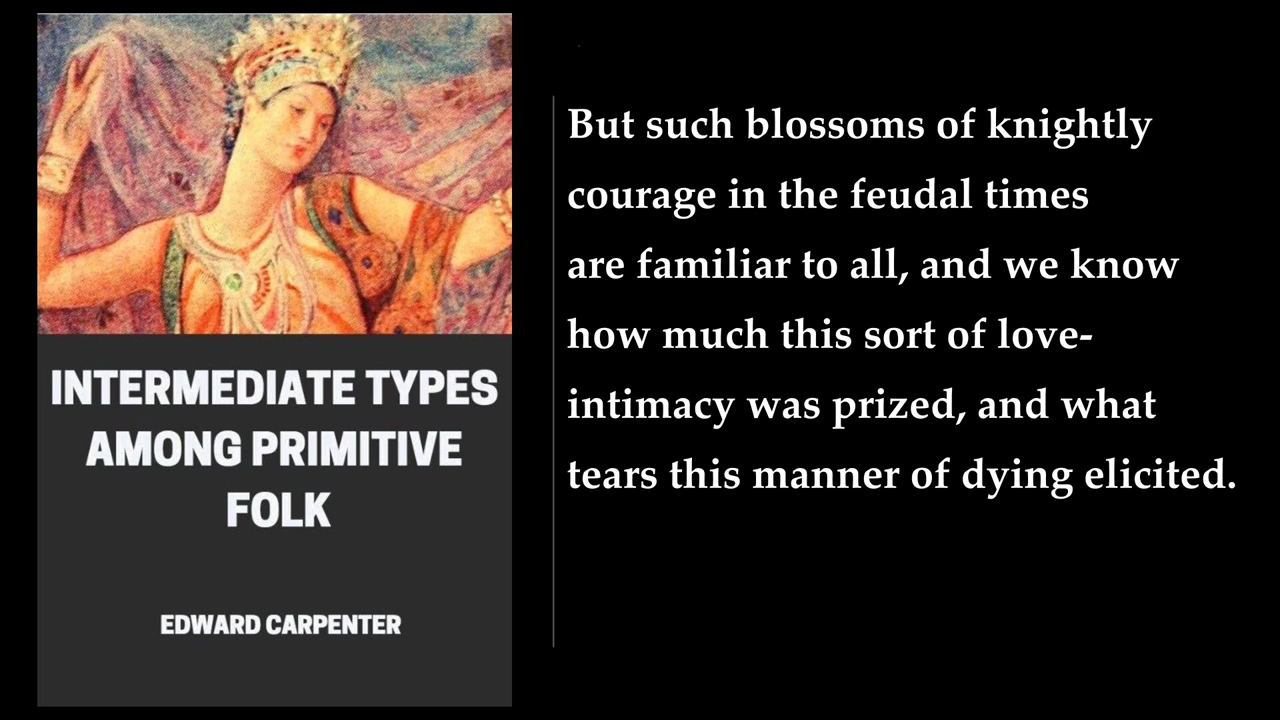 INTERMEDIATE TYPES
AMONG PRIMITIVE
FOLK
EDWARD CARPENTER
But such blossoms of knightly
courage in the feudal times
are familiar to all, and we know
how much this sort of love-
intimacy was prized, and what
tears this manner of dying elicited.